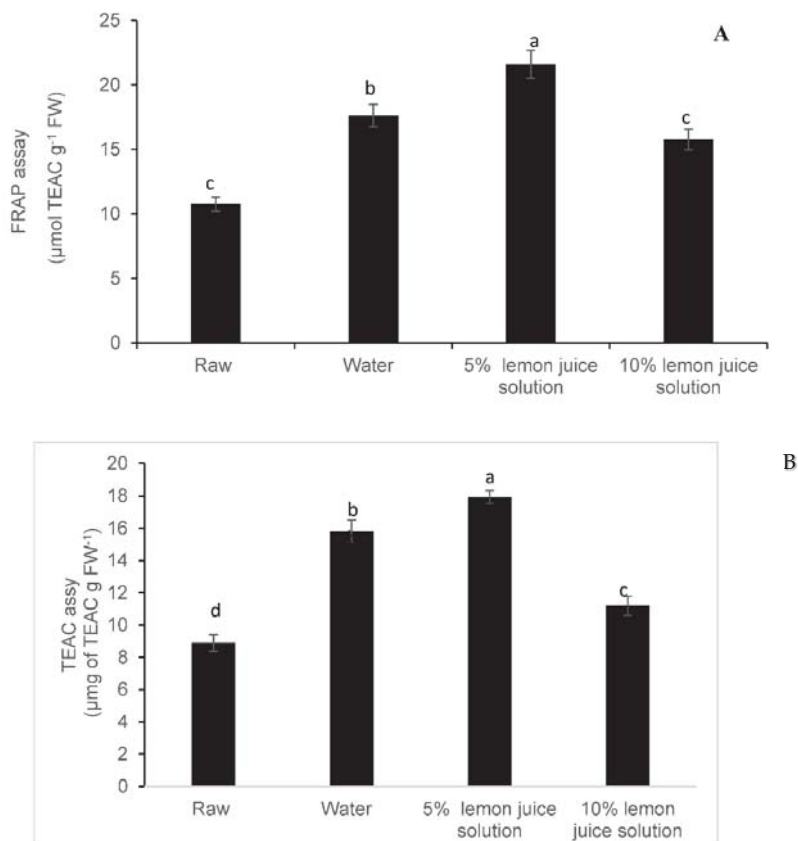 A
FRAP assay
(µmol TEAC g⁻¹ FW)
25
20
15
10
5
0
c
b
a
c
Raw
Water
5% lemon juice
solution
10% lemon juice
solution
B
TEAC assy
(µmg of TEAC g FW⁻¹)
20
18
16
14
12
10
8
6
4
2
0
d
b
a
c
Raw
Water
5% lemon juice
solution
10% lemon
juice solution